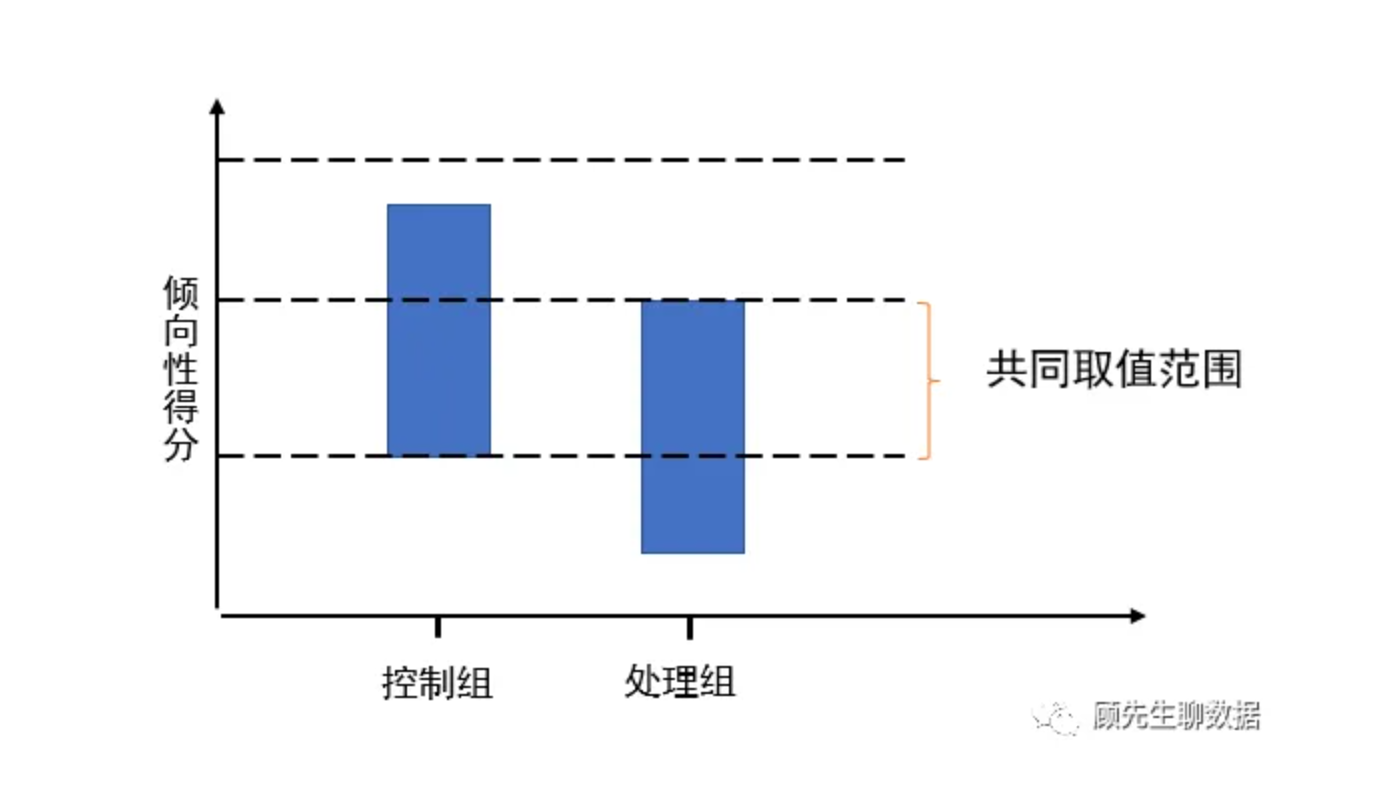 倾向性得分
共同取值范围
控制组
处理组
顾先生聊数据